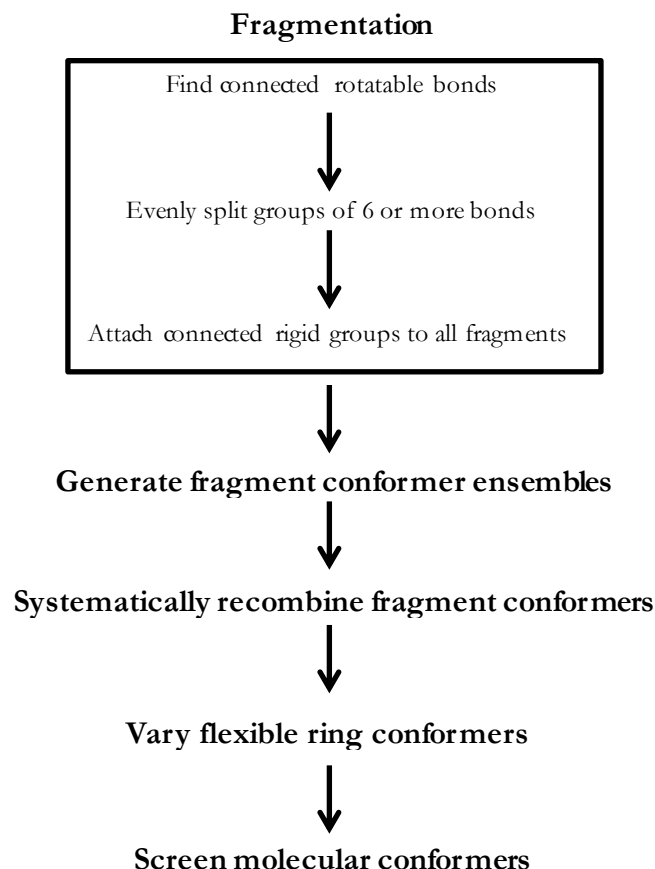 Fragmentation
Find connected rotatable bonds
Evenly split groups of 6 or more bonds
Attach connected rigid groups to all fragments
Generate fragment conformer ensembles
Systematically recombine fragment conformers
Vary flexible ring conformers
Screen molecular conformers